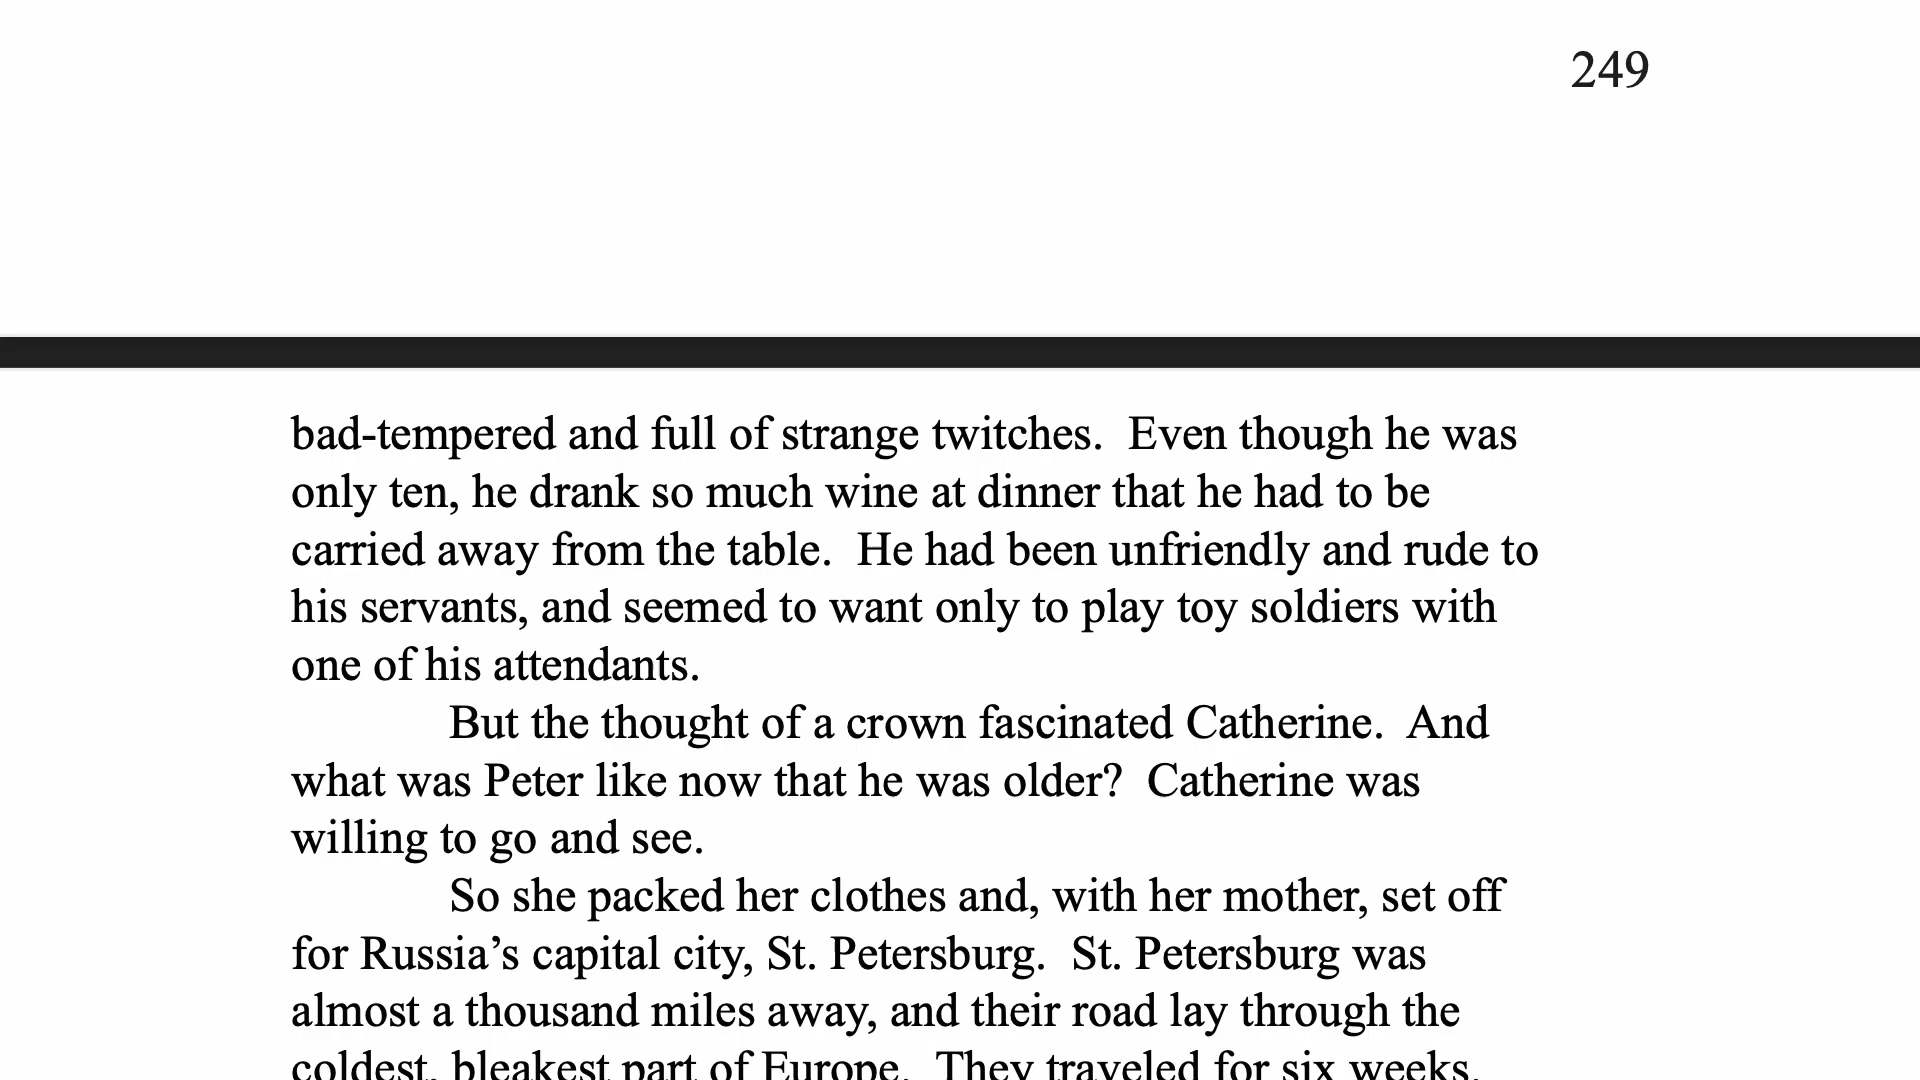 249
bad-tempered and full of strange twitches.  Even though he was
only ten, he drank so much wine at dinner that he had to be
carried away from the table.  He had been unfriendly and rude to
his servants, and seemed to want only to play toy soldiers with
one of his attendants.
But the thought of a crown fascinated Catherine.  And
what was Peter like now that he was older?  Catherine was
willing to go and see.
So she packed her clothes and, with her mother, set off
for Russia’s capital city, St. Petersburg.  St. Petersburg was
almost a thousand miles away, and their road lay through the
coldest, bleakest part of Europe.  They traveled for six weeks,